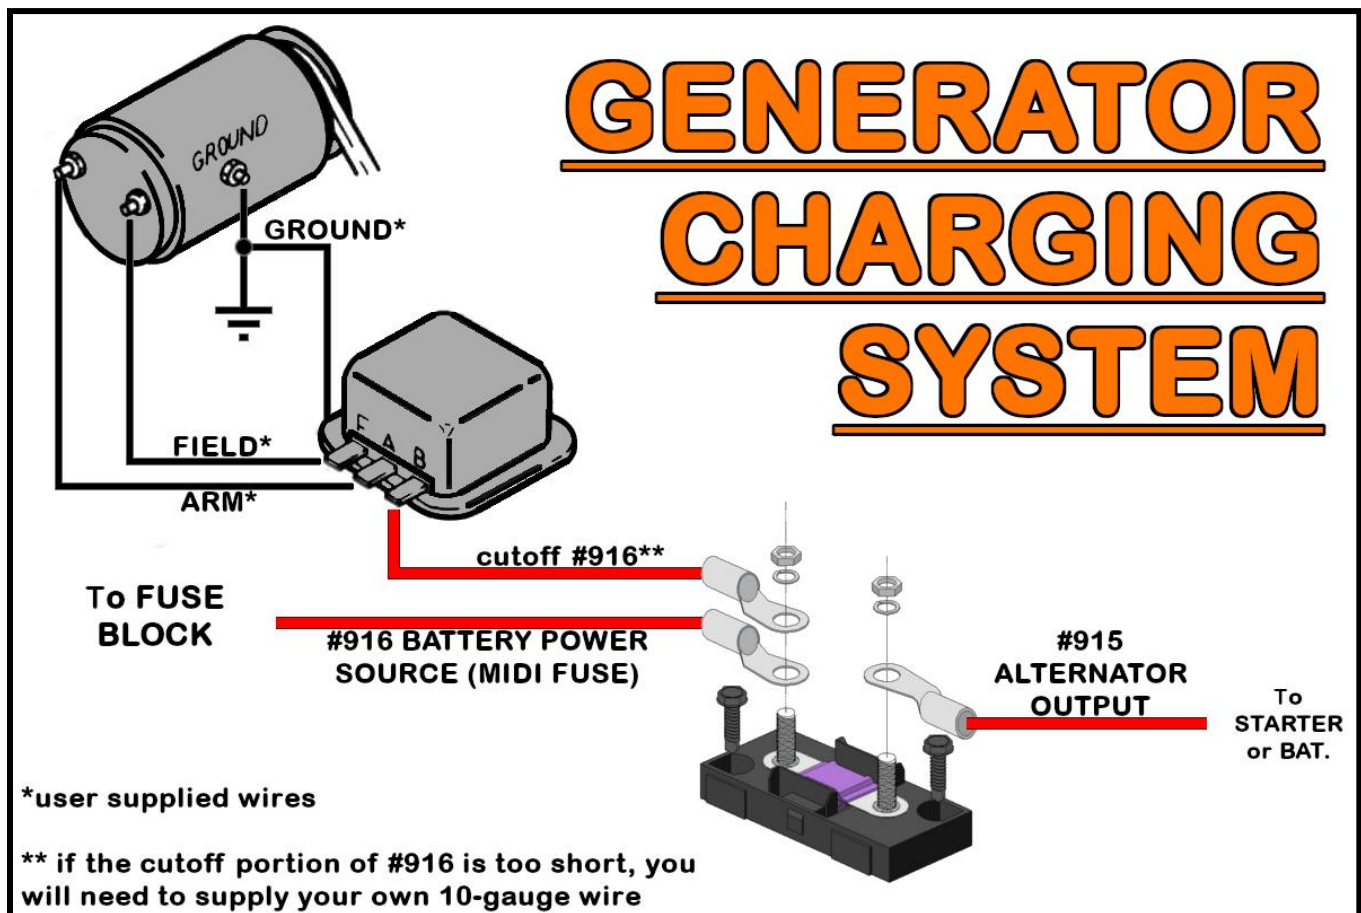 GENERATOR
CHARGING
SYSTEM
GROUND
GROUND*
F A B
FIELD*
ARM*
cutoff #916**
To FUSE
BLOCK
#916 BATTERY POWER
SOURCE (MIDI FUSE)
#915
ALTERNATOR
OUTPUT
To
STARTER
or BAT.
*user supplied wires
** if the cutoff portion of #916 is too short, you
will need to supply your own 10-gauge wire